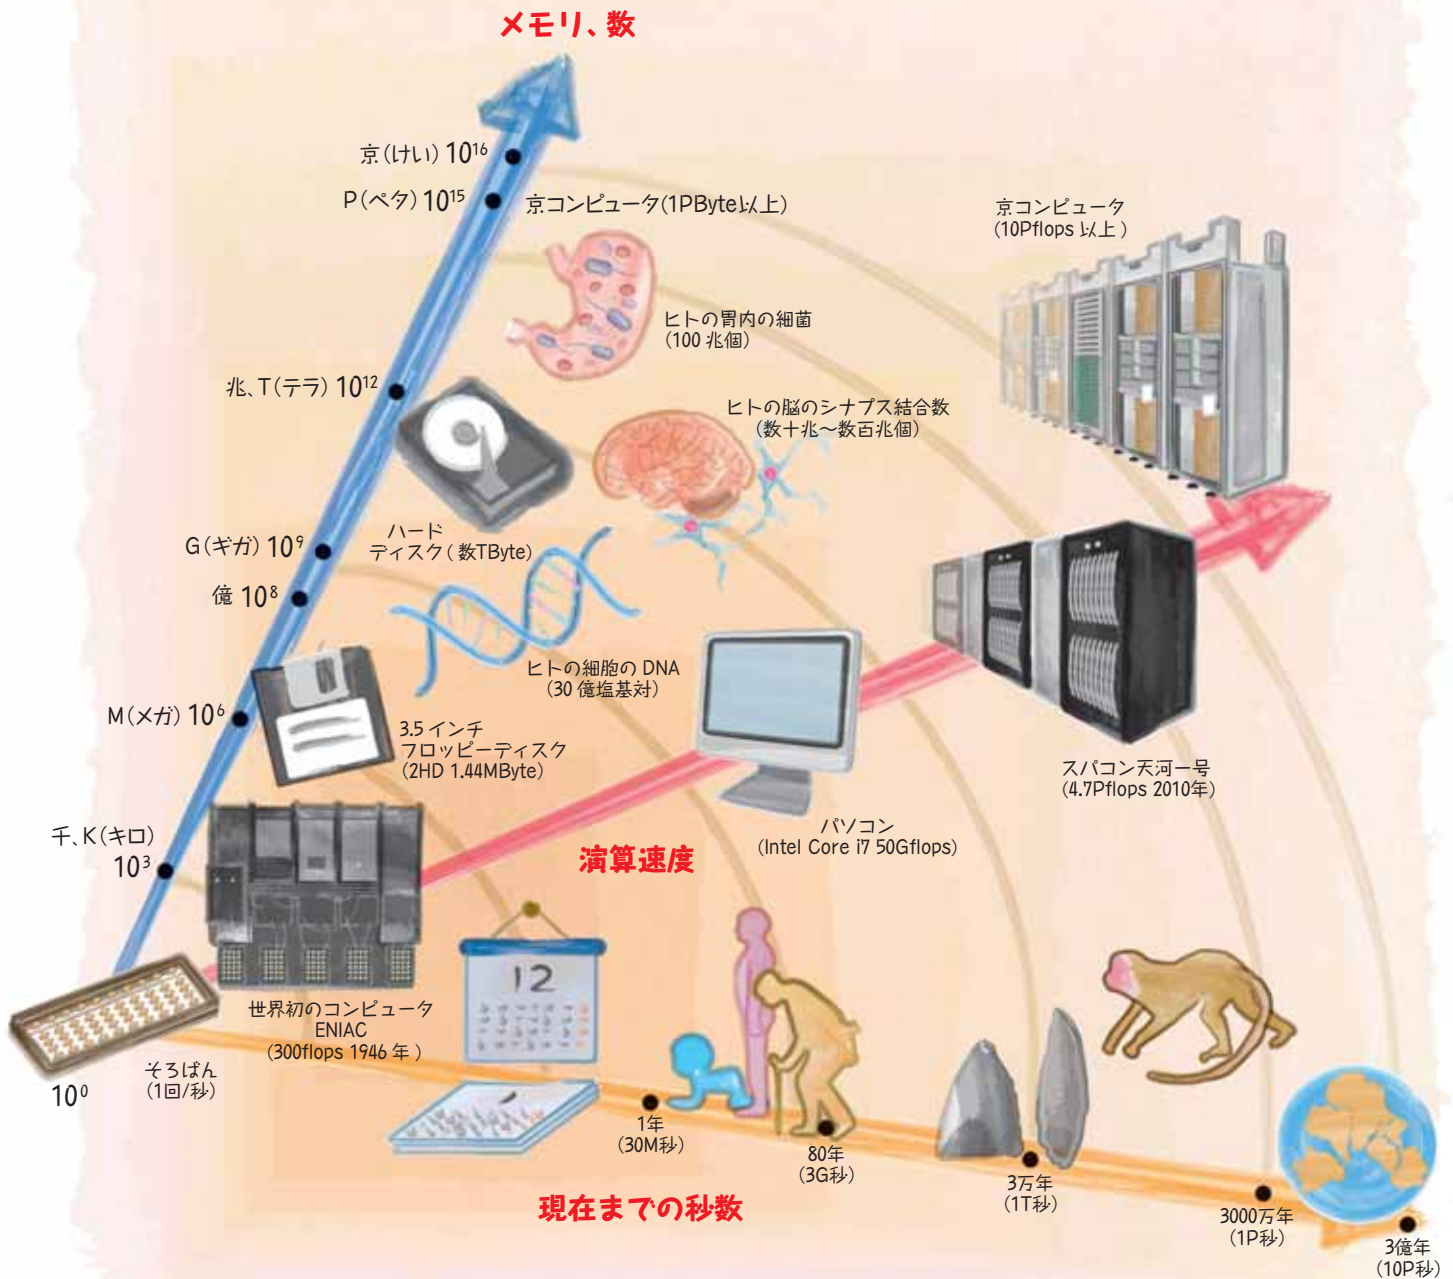 メモリ、数
京(けい) 10¹⁶
P(ペタ) 10¹⁵
京コンピュータ(1PByte以上)
京コンピュータ
(10Pflops 以上)
ヒトの胃内の細菌
(100 兆個)
兆、T(テラ) 10¹²
ヒトの脳のシナプス結合数
(数十兆〜数百兆個)
ハード
ディスク(数TByte)
G(ギガ) 10⁹
億 10⁸
ヒトの細胞の DNA
(30 億塩基対)
M(メガ) 10⁶
3.5 インチ
フロッピーディスク
(2HD 1.44MByte)
スパコン天河一号
(4.7Pflops 2010年)
パソコン
(Intel Core i7 50Gflops)
千、K(キロ)
10³
演算速度
12
世界初のコンピュータ
ENIAC
(300flops 1946 年)
そろばん
(1回/秒)
10⁰
1年
(30M秒)
80年
(3G秒)
3万年
(1T秒)
3000万年
(1P秒)
3億年
(10P秒)
現在までの秒数